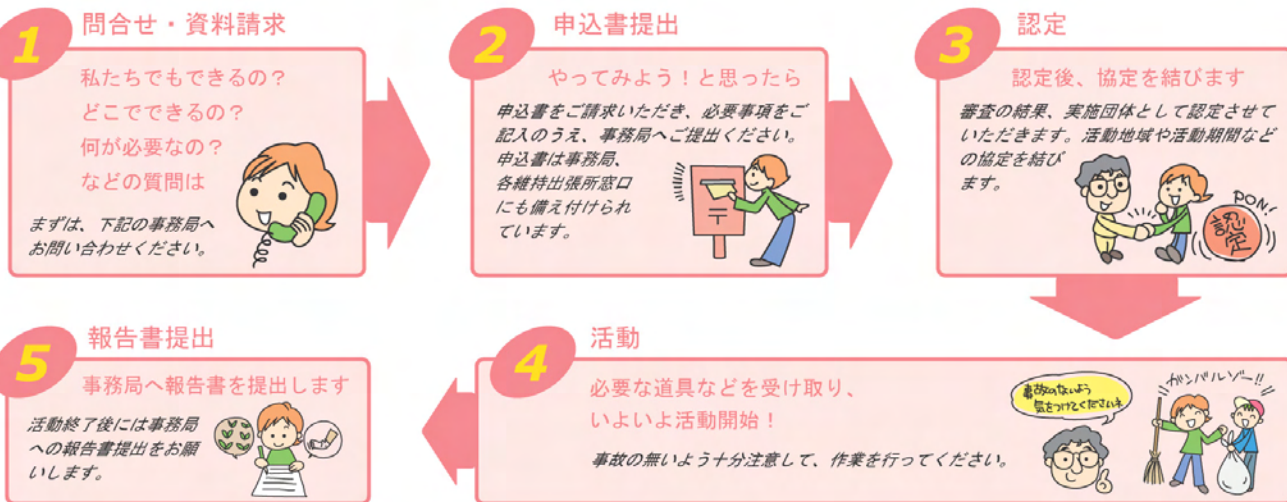 1
問合せ・資料請求
私たちでもできるの？
どこでできるの？
何が必要なの？
などの質問は
まずは、下記の事務局へ
お問い合わせください。
2
申込書提出
やってみよう！と思ったら
申込書をご請求いただき、必要事項をご
記入のうえ、事務局へご提出ください。
申込書は事務局、
各維持出張所窓口
にも備え付けられ
ています。
〒
3
認定
認定後、協定を結びます
審査の結果、実施団体として認定させて
いただきます。活動地域や活動期間など
の協定を結び
ます。
PON!
認定
4
活動
必要な道具などを受け取り、
いよいよ活動開始！
事故の無いよう十分注意して、作業を行ってください。
事故のないよう
気をつけてくださいネ
ガンバルゾー!!
5
報告書提出
事務局へ報告書を提出します
活動終了後には事務局
への報告書提出をお願
いします。